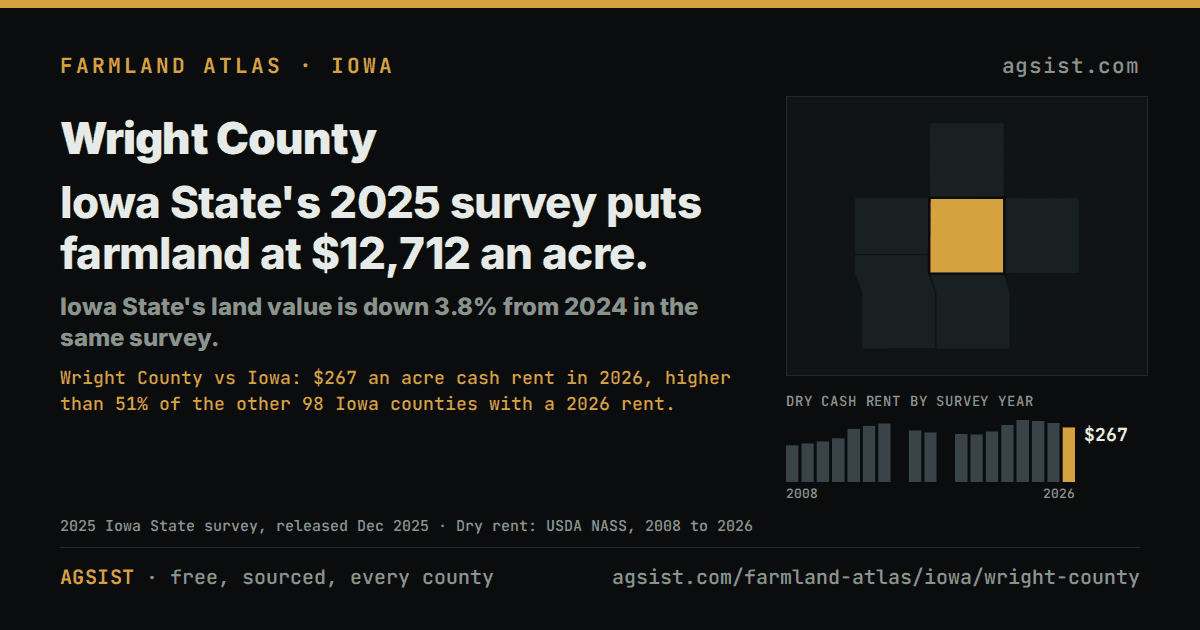 FARMLAND ATLAS · IOWA
agsist.com
Wright County
Iowa State's 2025 survey puts
farmland at $12,712 an acre.
Iowa State's land value is down 3.8% from 2024 in the
same survey.
Wright County vs Iowa: $267 an acre cash rent in 2026, higher
than 51% of the other 98 Iowa counties with a 2026 rent.
DRY CASH RENT BY SURVEY YEAR
$267
2008
2026
2025 Iowa State survey, released Dec 2025 · Dry rent: USDA NASS, 2008 to 2026
AGSIST · free, sourced, every county
agsist.com/farmland-atlas/iowa/wright-county